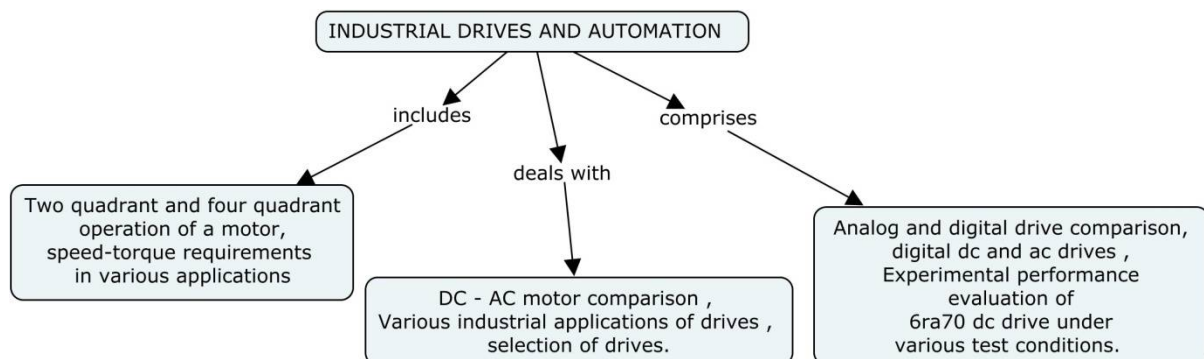 INDUSTRIAL DRIVES AND AUTOMATION
includes
comprises
deals with
Two quadrant and four quadrant
operation of a motor,
speed-torque requirements
in various applications
DC - AC motor comparison ,
Various industrial applications of drives ,
selection of drives.
Analog and digital drive comparison,
digital dc and ac drives ,
Experimental performance
evaluation of
6ra70 dc drive under
various test conditions.